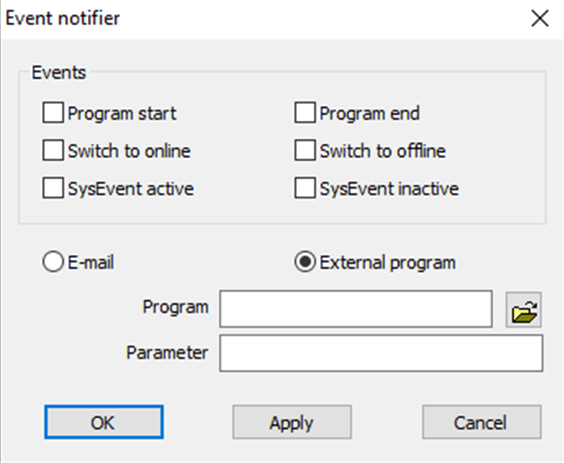 Event notifier
Events
Program start Program end
Switch to online Switch to offline
SysEvent active SysEvent inactive
E-mail External program
Program
Parameter
OK Apply Cancel